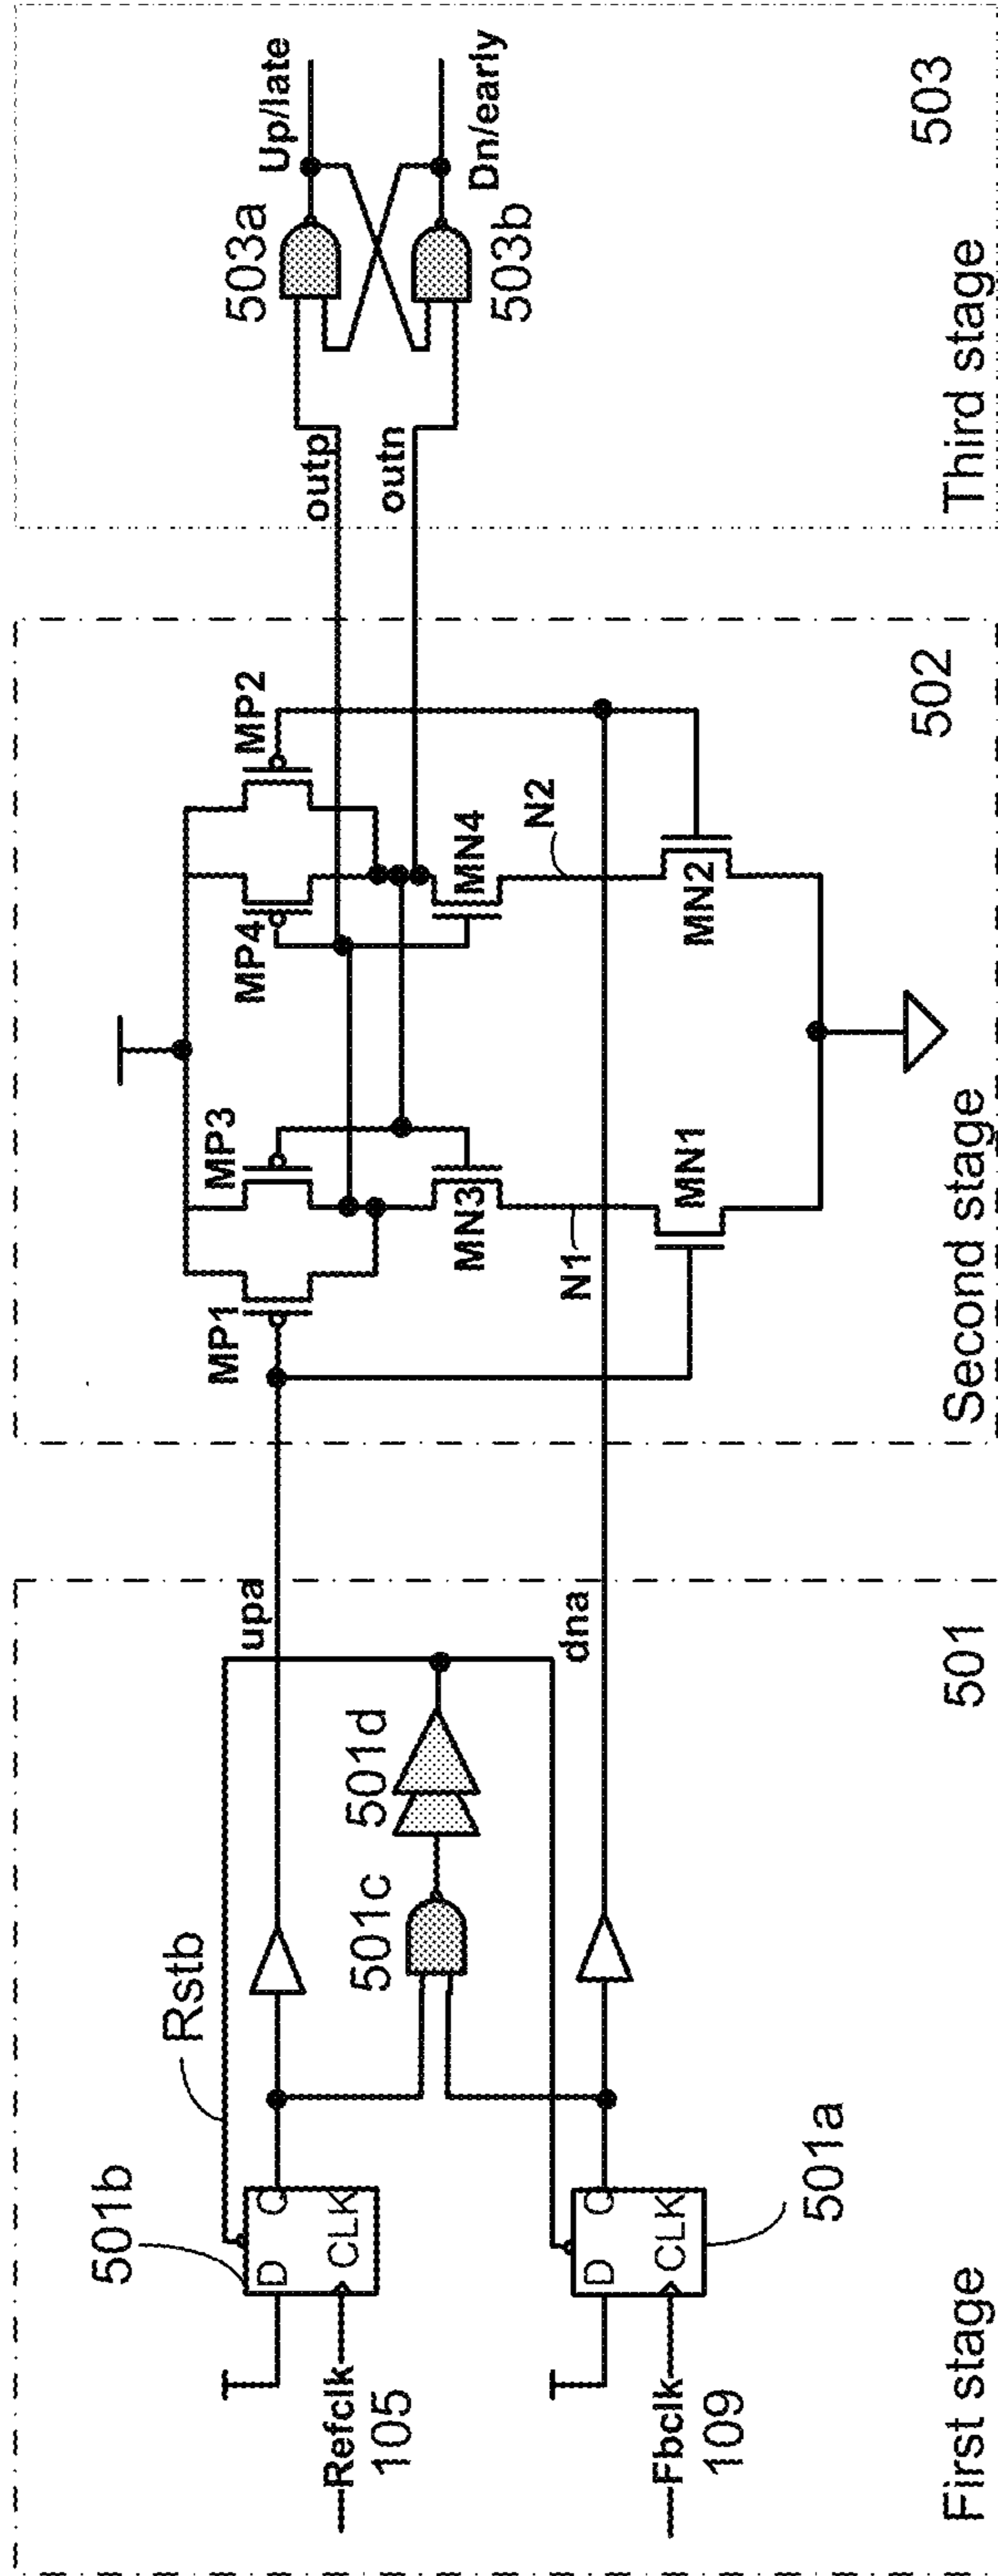 501b
Rstb
D
Q
CLK
Refclk
105
D
Q
CLK
Fbclk
109
501a
501c
501d
upa
dna
First stage
501
MP1
MP3
MP4
MP2
MN3
MN4
N1
N2
MN1
MN2
Second stage
502
outp
outn
503a
503b
Up/late
Dn/early
Third stage
503